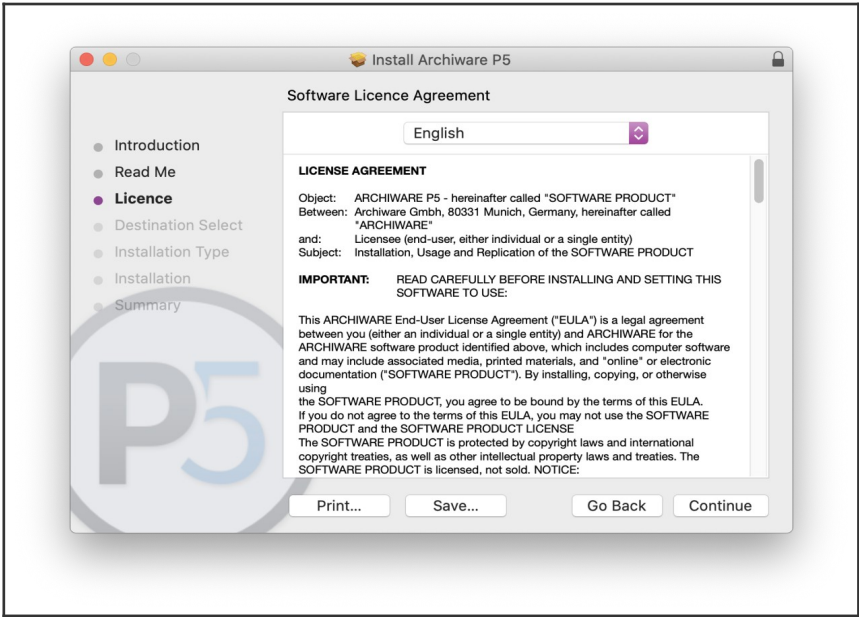 Install Archiware P5
Software Licence Agreement
Introduction
Read Me
Licence
Destination Select
Installation Type
Installation
Summary
P5
English
LICENSE AGREEMENT
Object: ARCHIWARE P5 - hereinafter called "SOFTWARE PRODUCT"
Between: Archiware Gmbh, 80331 Munich, Germany, hereinafter called
"ARCHIWARE"
and: Licensee (end-user, either individual or a single entity)
Subject: Installation, Usage and Replication of the SOFTWARE PRODUCT
IMPORTANT: READ CAREFULLY BEFORE INSTALLING AND SETTING THIS
SOFTWARE TO USE:
This ARCHIWARE End-User License Agreement ("EULA") is a legal agreement
between you (either an individual or a single entity) and ARCHIWARE for the
ARCHIWARE software product identified above, which includes computer software
and may include associated media, printed materials, and "online" or electronic
documentation ("SOFTWARE PRODUCT"). By installing, copying, or otherwise
using
the SOFTWARE PRODUCT, you agree to be bound by the terms of this EULA.
If you do not agree to the terms of this EULA, you may not use the SOFTWARE
PRODUCT and the SOFTWARE PRODUCT LICENSE
The SOFTWARE PRODUCT is protected by copyright laws and international
copyright treaties, as well as other intellectual property laws and treaties. The
SOFTWARE PRODUCT is licensed, not sold. NOTICE:
Print...
Save...
Go Back
Continue